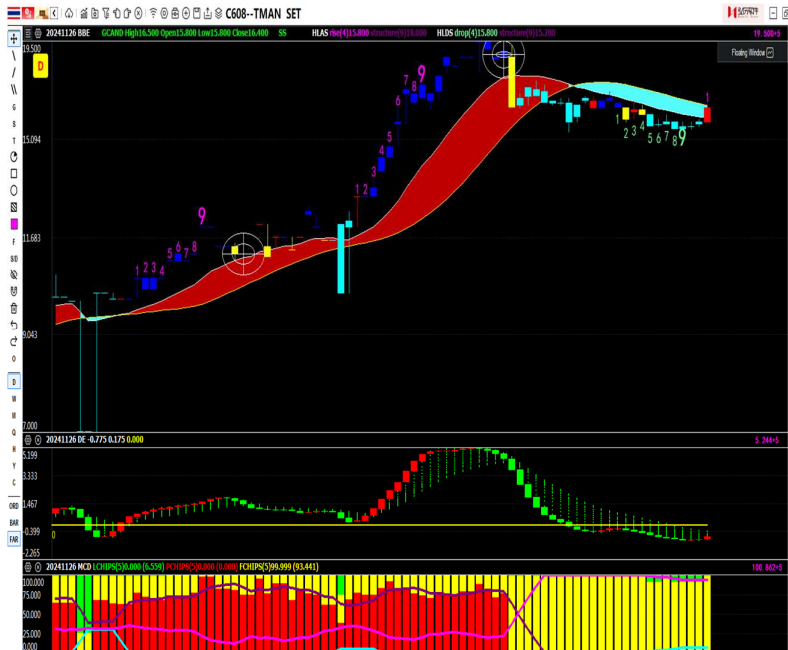 C608--TMAN SET
20241126 BBE GCAND High16.500 Open15.800 Low15.800 Close16.400 SS HLAS rise(4)15.800 structure(9)18.000 HLDS drop(4)15.800 structure(9)15.200
19.500+5
Floating Window
19.500
D
15.094
11.683
9.043
7.000
1 2 3 4 5 6 7 8 9
1 2 3 4 5 6 7 8 9
1 2 3 4 5 6 7 8 9
1
G
S
T
F
SD
O
D
W
M
Q
H
Y
C
ORD
BAR
FAR
20241126 DE -0.775 0.175 0.000
5.244+5
5.199
3.333
1.467
-0.399
-2.265
0
20241126 MCD LCHIPS(5)0.000 (6.559) PCHIPS(5)0.000 (0.000) FCHIPS(5)99.999 (93.441)
100.862+5
100.000
75.000
50.000
25.000
0.000